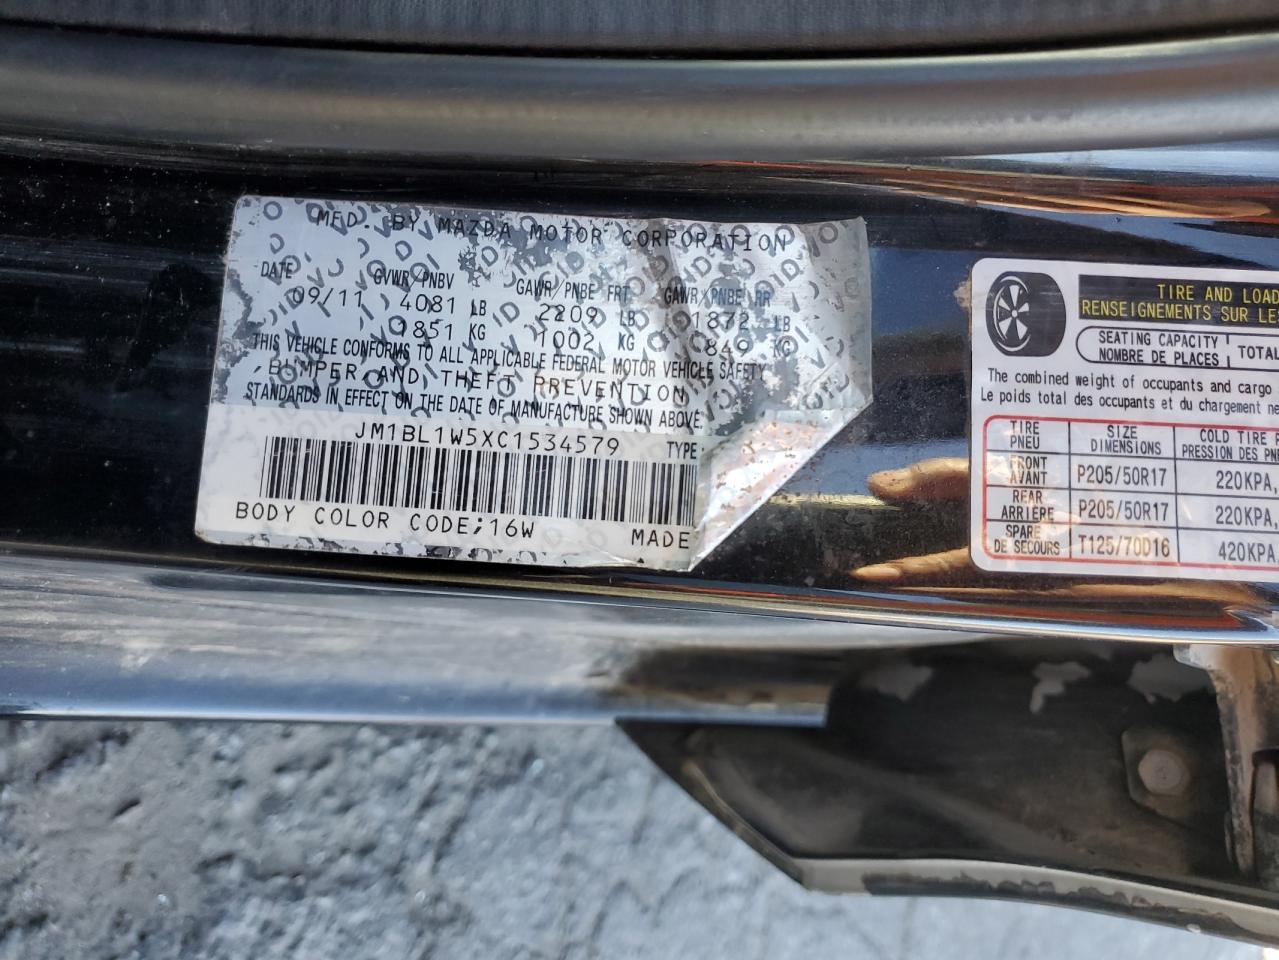 MFD. BY MAZDA MOTOR CORPORATION
DATE GVWR/PNBV GAWR/PNBE FRT GAWR/PNBE RR
09/11 4081 LB 2209 LB 1872 LB
1851 KG 1002 KG 849 KG
THIS VEHICLE CONFORMS TO ALL APPLICABLE FEDERAL MOTOR VEHICLE SAFETY,
BUMPER AND THEFT PREVENTION
STANDARDS IN EFFECT ON THE DATE OF MANUFACTURE SHOWN ABOVE.
JM1BL1W5XC1534579 TYPE:
BODY COLOR CODE;16W MADE
TIRE AND LOAD
RENSEIGNEMENTS SUR LES
SEATING CAPACITY TOTAL
NOMBRE DE PLACES
The combined weight of occupants and cargo
Le poids total des occupants et du chargement ne
TIRE SIZE COLD TIRE
PNEU DIMENSIONS PRESSION DES
FRONT
AVANT P205/50R17 220KPA,
REAR
ARRIÈRE P205/50R17 220KPA,
SPARE
DE SECOURS T125/70D16 420KPA,